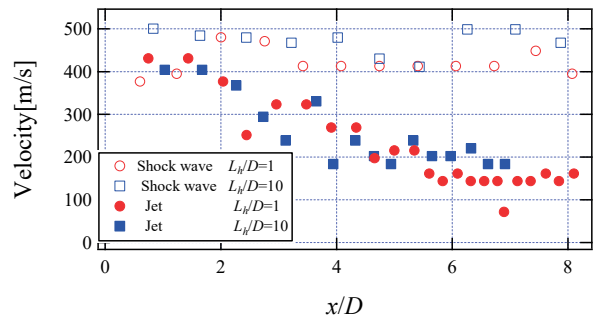 Velocity[m/s]
500
400
300
200
100
0
Shock wave L_h/D=1
Shock wave L_h/D=10
Jet L_h/D=1
Jet L_h/D=10
0 2 4 6 8
x/D